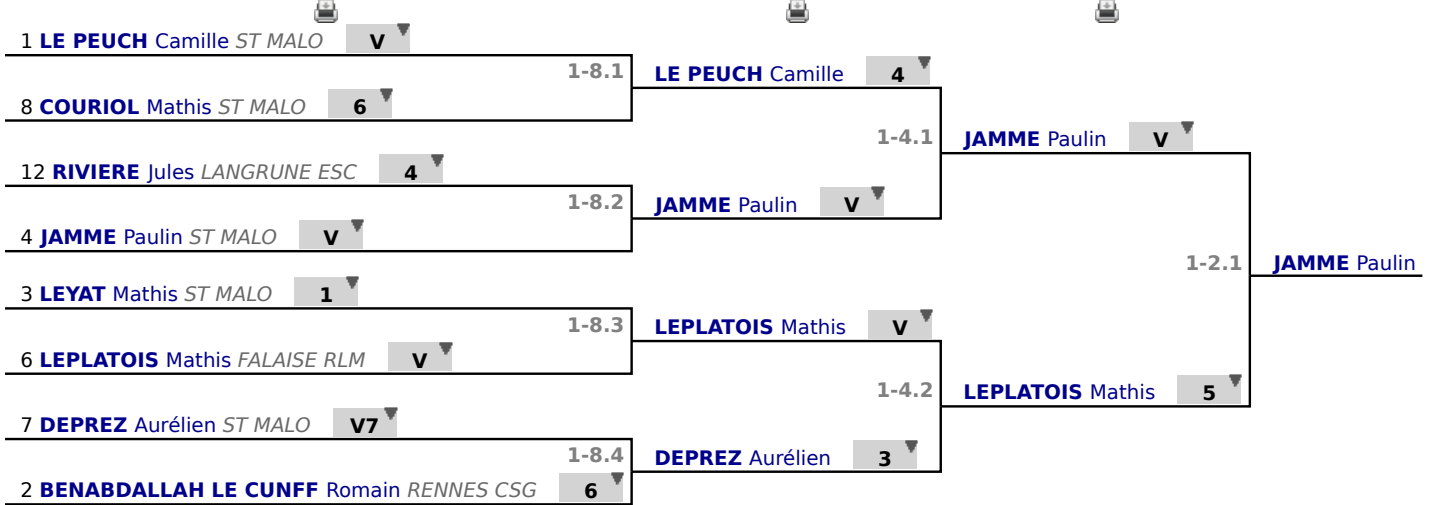 1 LE PEUCH Camille ST MALO V
1-8.1
LE PEUCH Camille 4
8 COURIOL Mathis ST MALO 6
1-4.1
JAMME Paulin V
12 RIVIERE Jules LANGRUNE ESC 4
1-8.2
JAMME Paulin V
4 JAMME Paulin ST MALO V
1-2.1
JAMME Paulin
3 LEYAT Mathis ST MALO 1
1-8.3
LEPLATOIS Mathis V
6 LEPLATOIS Mathis FALAISE RLM V
1-4.2
LEPLATOIS Mathis 5
7 DEPREZ Aurélien ST MALO V7
1-8.4
DEPREZ Aurélien 3
2 BENABDALLAH LE CUNFF Romain RENNES CSG 6